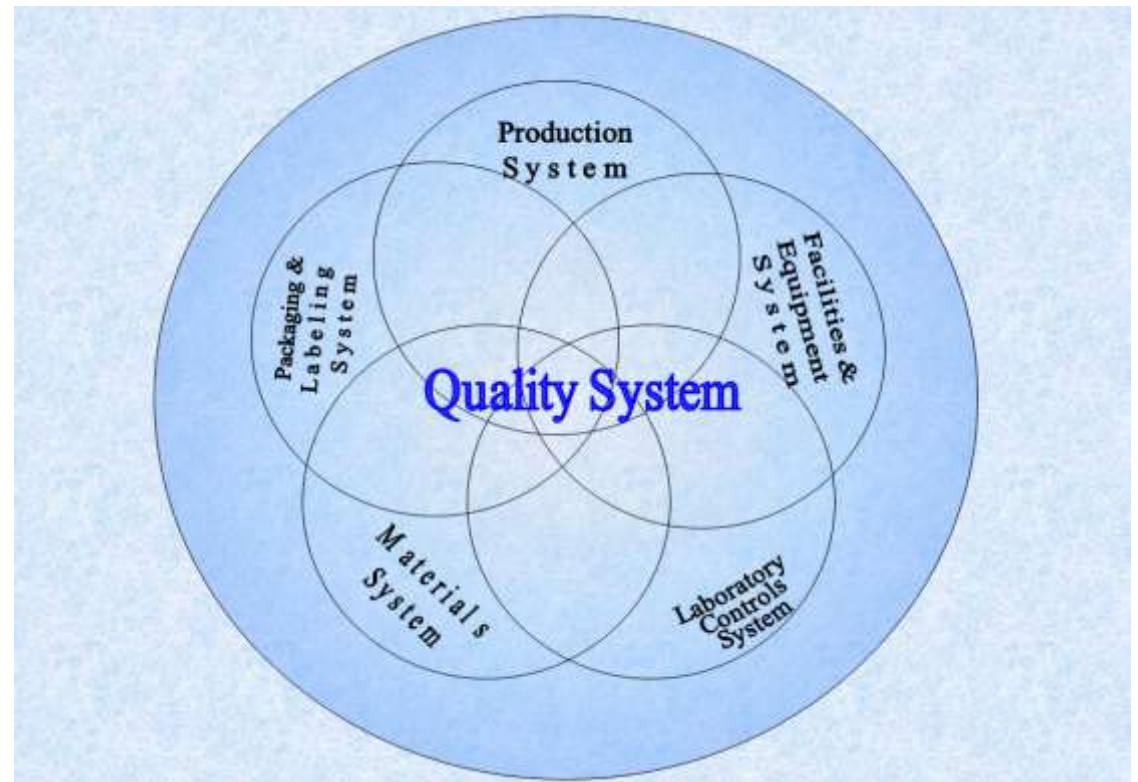 Production
System
Facilities &
Equipment
System
Packaging &
Labeling
System
Quality System
Materials
System
Laboratory
Controls
System